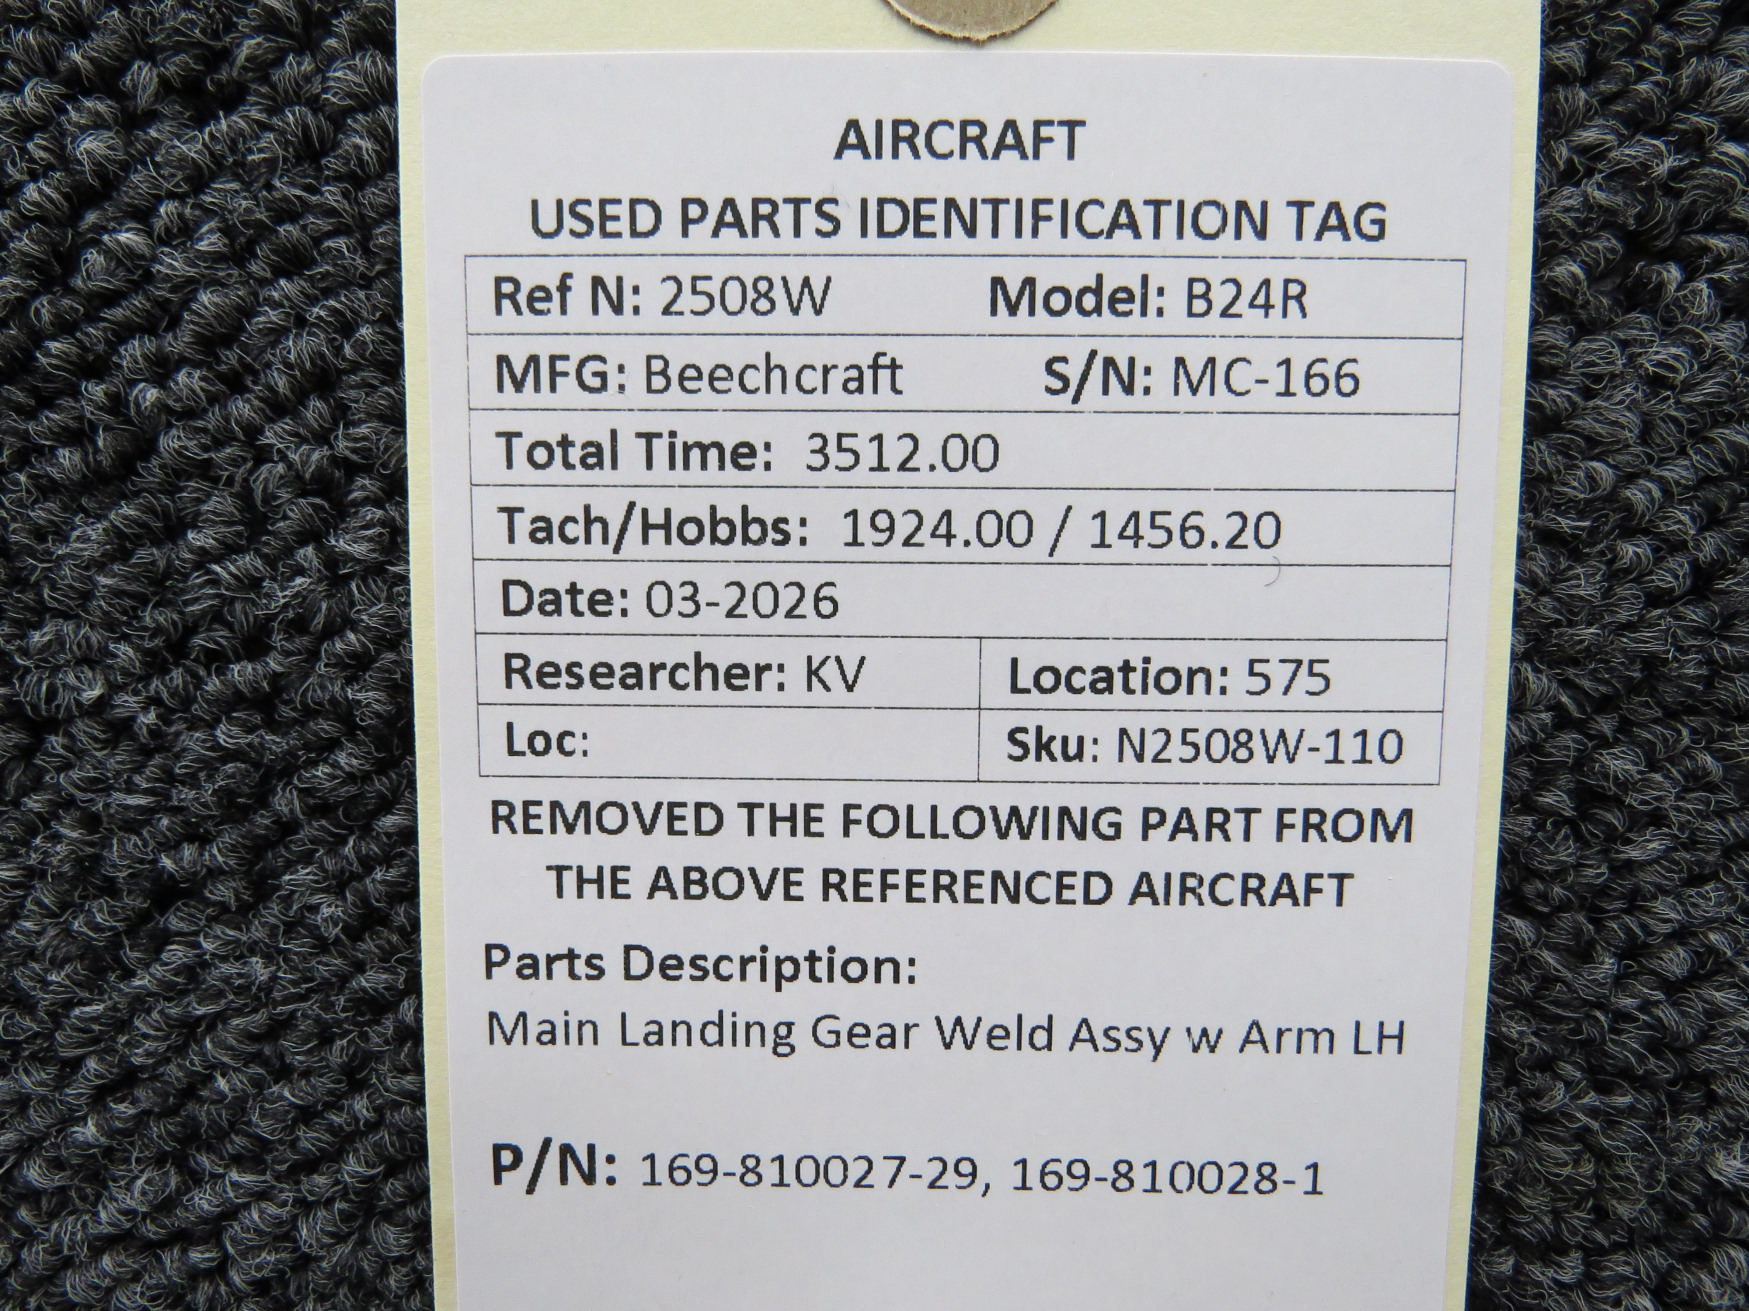 AIRCRAFT
USED PARTS IDENTIFICATION TAG
Ref N: 2508W Model: B24R
MFG: Beechcraft S/N: MC-166
Total Time: 3512.00
Tach/Hobbs: 1924.00 / 1456.20
Date: 03-2026
Researcher: KV Location: 575
Loc: Sku: N2508W-110
REMOVED THE FOLLOWING PART FROM
THE ABOVE REFERENCED AIRCRAFT
Parts Description:
Main Landing Gear Weld Assy w Arm LH
P/N: 169-810027-29, 169-810028-1